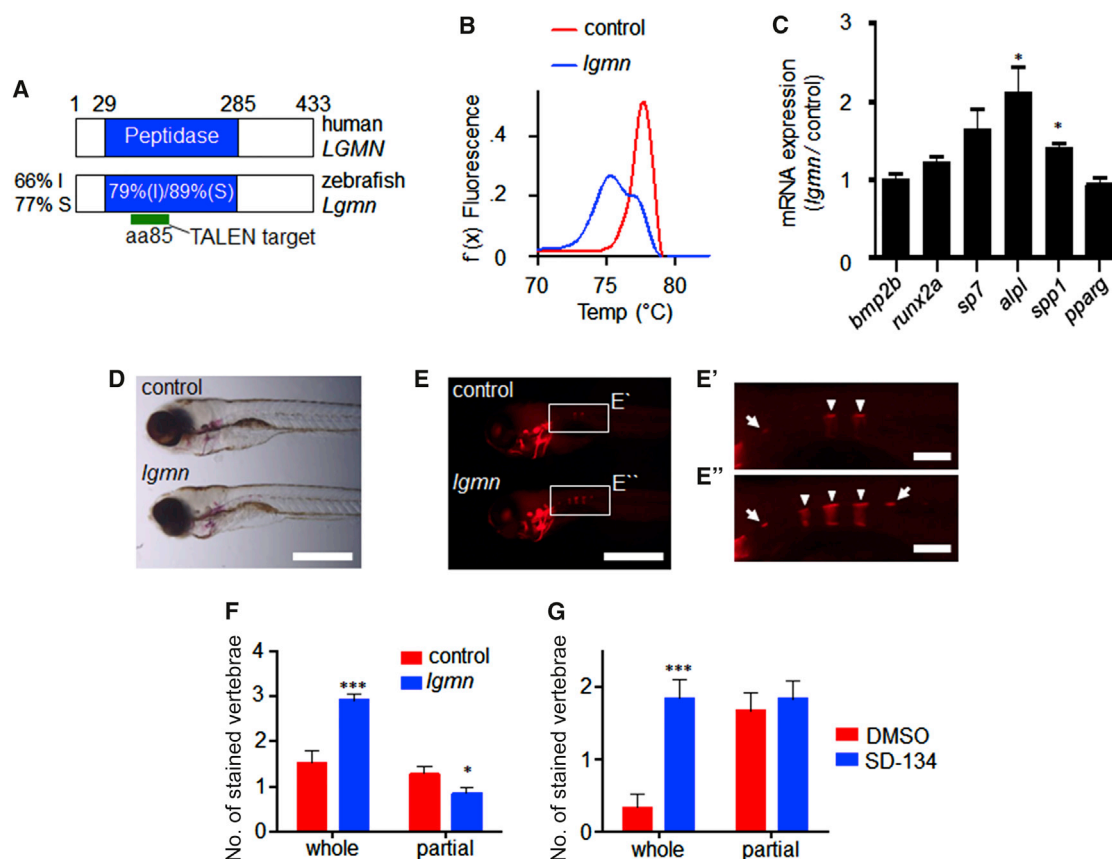 A
1 29 285 433
Peptidase
human
LGMN
66% I
77% S
79%(I)/89%(S)
zebrafish
Lgmn
aa85
TALEN target
B
control
lgmn
f'(x) Fluorescence
.4
.2
0
70 75 80
Temp (°C)
C
mRNA expression
(lgmn/ control)
3
2
1
0
*
*
bmp2b
runx2a
sp7
alpl
spp1
pparg
D
control
lgmn
E
control
E`
lgmn
E``
E'
E''
F
No. of stained vertebrae
4
3
2
1
0
***
*
control
lgmn
whole partial
G
No. of stained vertebrae
2
1
0
***
DMSO
SD-134
whole partial